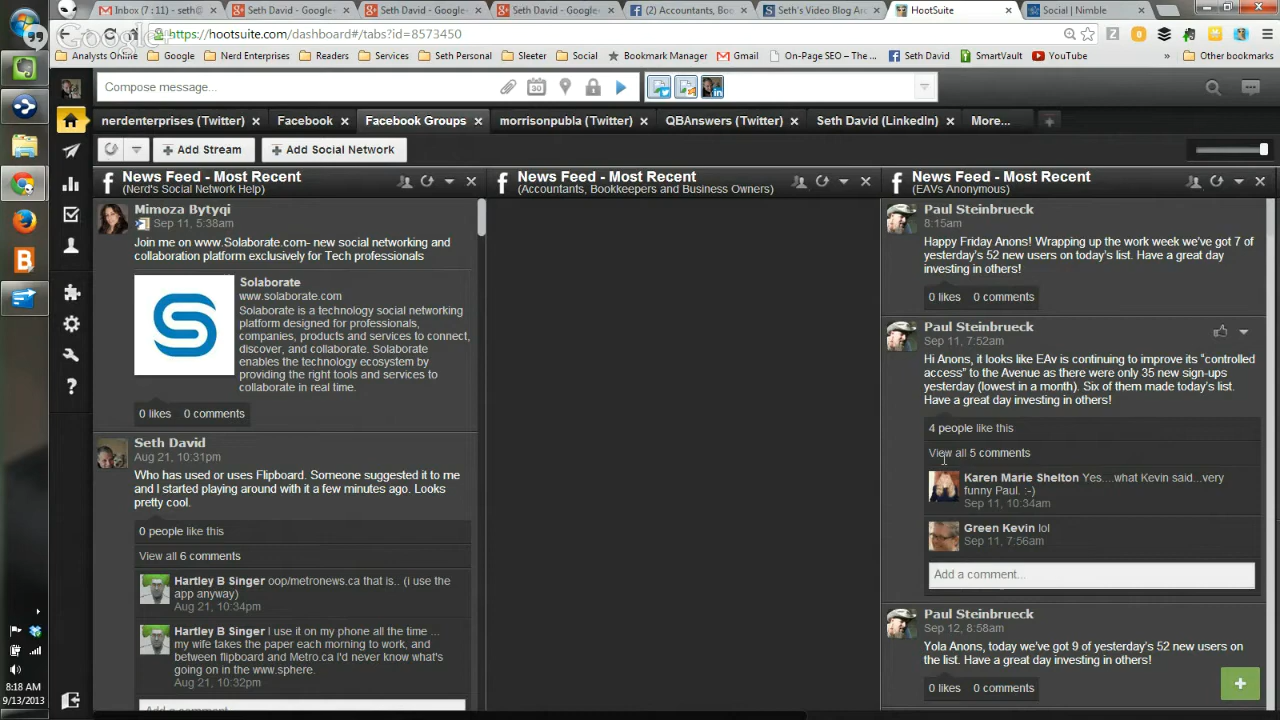 Inbox (7 : 11) - seth@
Seth David - Google-
Seth David - Google-
Seth David - Google-
(2) Accountants, Boo
Seth's Video Blog Arc
HootSuite
Social | Nimble
Google+
https://hootsuite.com/dashboard#/tabs?id=8573450
Analysts Online
Google
Nerd Enterprises
Readers
Services
Seth Personal
Sleeter
Social
Bookmark Manager
Gmail
On-Page SEO – The...
Seth David
SmartVault
YouTube
»
Other bookmarks
Compose message...
30
nerdenterprises (Twitter)
Facebook
Facebook Groups
morrisonpubla (Twitter)
QBAnswers (Twitter)
Seth David (LinkedIn)
More...
Add Stream
Add Social Network
News Feed - Most Recent
(Nerd's Social Network Help)
Mimoza Bytyqi
Sep 11, 5:38am
Join me on www.Solaborate.com- new social networking and
collaboration platform exclusively for Tech professionals
Solaborate
www.solaborate.com
Solaborate is a technology social networking
platform designed for professionals,
companies, products and services to connect,
discover, and collaborate. Solaborate
enables the technology ecosystem by
providing the right tools and services to
collaborate in real time.
0 likes 0 comments
Seth David
Aug 21, 10:31pm
Who has used or uses Flipboard. Someone suggested it to me
and I started playing around with it a few minutes ago. Looks
pretty cool.
0 people like this
View all 6 comments
Hartley B Singer oop/metronews.ca that is.. (i use the
app anyway)
Aug 21, 10:34pm
Hartley B Singer I use it on my phone all the time ...
my wife takes the paper each morning to work, and
between flipboard and Metro.ca I'd never know what's
going on in the www.sphere.
Aug 21, 10:32pm
Add a comment...
News Feed - Most Recent
(Accountants, Bookkeepers and Business Owners)
News Feed - Most Recent
(EAVs Anonymous)
Paul Steinbrueck
8:15am
Happy Friday Anons! Wrapping up the work week we've got 7 of
yesterday's 52 new users on today's list. Have a great day
investing in others!
0 likes 0 comments
Paul Steinbrueck
Sep 11, 7:52am
Hi Anons, it looks like EAv is continuing to improve its "controlled
access" to the Avenue as there were only 35 new sign-ups
yesterday (lowest in a month). Six of them made today's list.
Have a great day investing in others!
4 people like this
View all 5 comments
Karen Marie Shelton Yes....what Kevin said...very
funny Paul. :-)
Sep 11, 10:34am
Green Kevin lol
Sep 11, 7:56am
Add a comment...
Paul Steinbrueck
Sep 12, 8:58am
Yola Anons, today we've got 9 of yesterday's 52 new users on
the list. Have a great day investing in others!
0 likes 0 comments
8:18 AM
9/13/2013